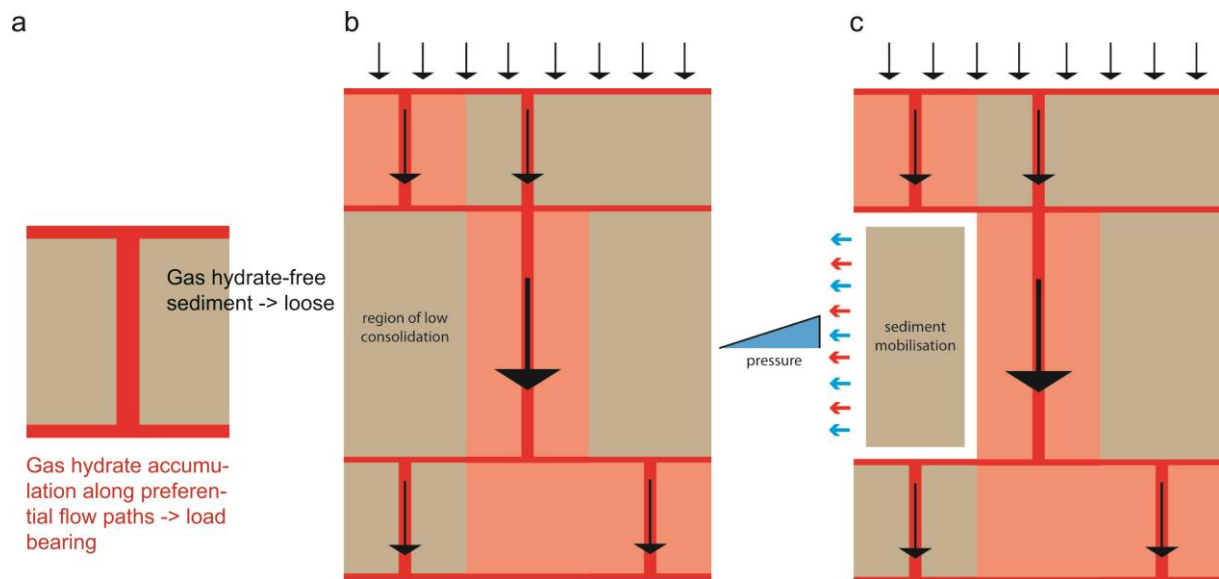 a
b
c
Gas hydrate-free
sediment -> loose
Gas hydrate accumu-
lation along preferen-
tial flow paths -> load
bearing
region of low
consolidation
pressure
sediment
mobilisation